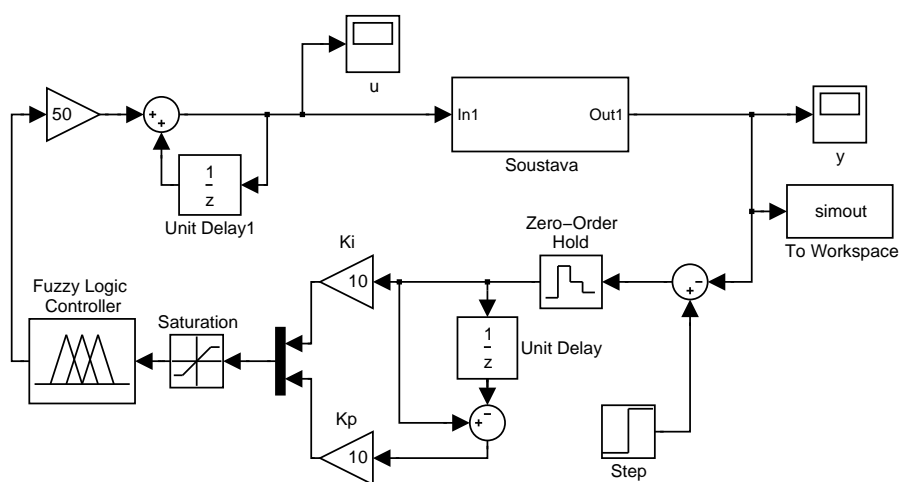 u
50
+
+
In1
Out1
Soustava
y
1
z
Unit Delay1
simout
To Workspace
Zero−Order
Hold
Ki
10
−
+
Fuzzy Logic
Controller
Saturation
1
z
Unit Delay
−
+
Kp
10
Step